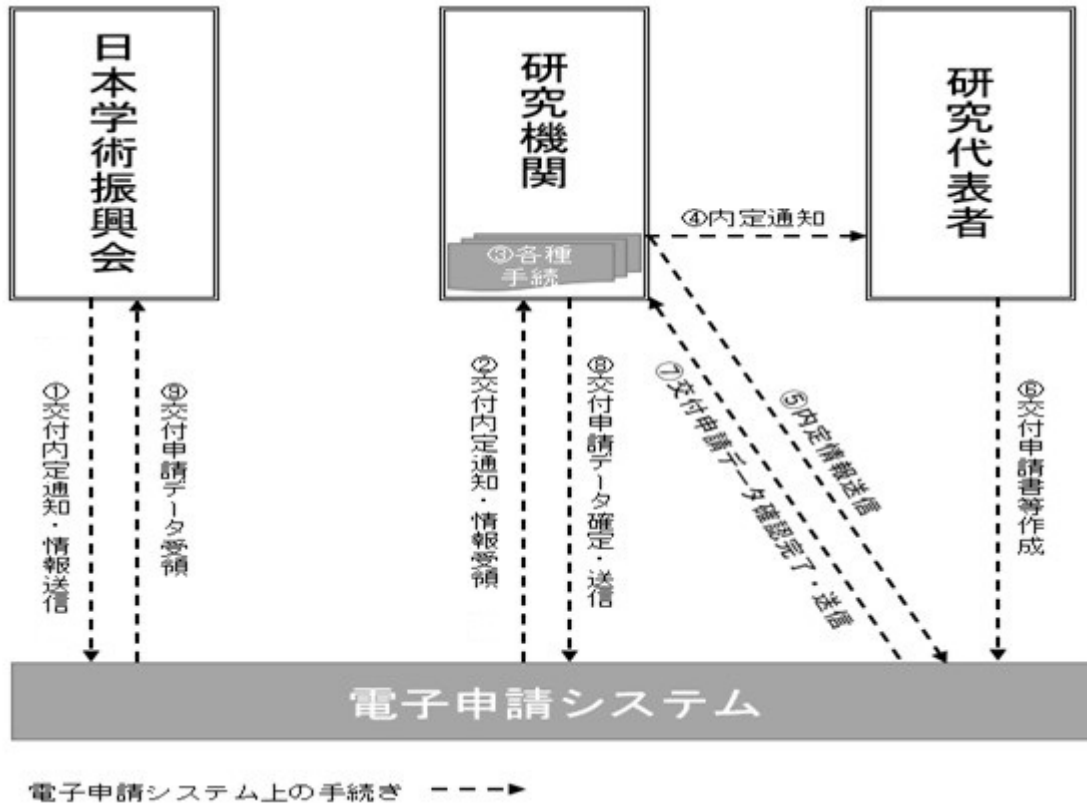 日本学術振興会
研究機関
研究代表者
④内定通知
③各種
手続
①交付内定通知・情報送信
⑨交付申請データ受領
②交付内定通知・情報受領
⑧交付申請データ確定・送信
⑦交付申請データ確認完了・送信
⑤内定情報送信
⑥交付申請書等作成
電子申請システム
電子申請システム上の手続き